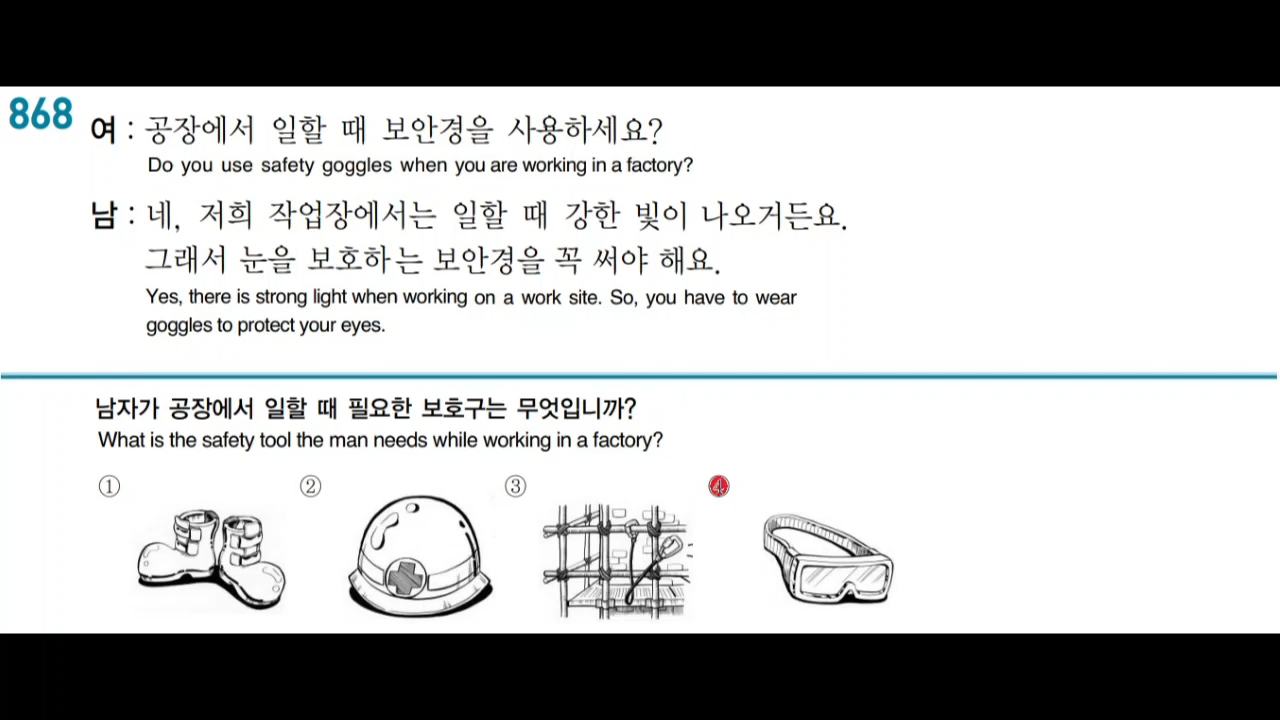 868
여 : 공장에서 일할 때 보안경을 사용하세요?
Do you use safety goggles when you are working in a factory?
남 : 네, 저희 작업장에서는 일할 때 강한 빛이 나오거든요.
그래서 눈을 보호하는 보안경을 꼭 써야 해요.
Yes, there is strong light when working on a work site. So, you have to wear
goggles to protect your eyes.
남자가 공장에서 일할 때 필요한 보호구는 무엇입니까?
What is the safety tool the man needs while working in a factory?
① ② ③ ④